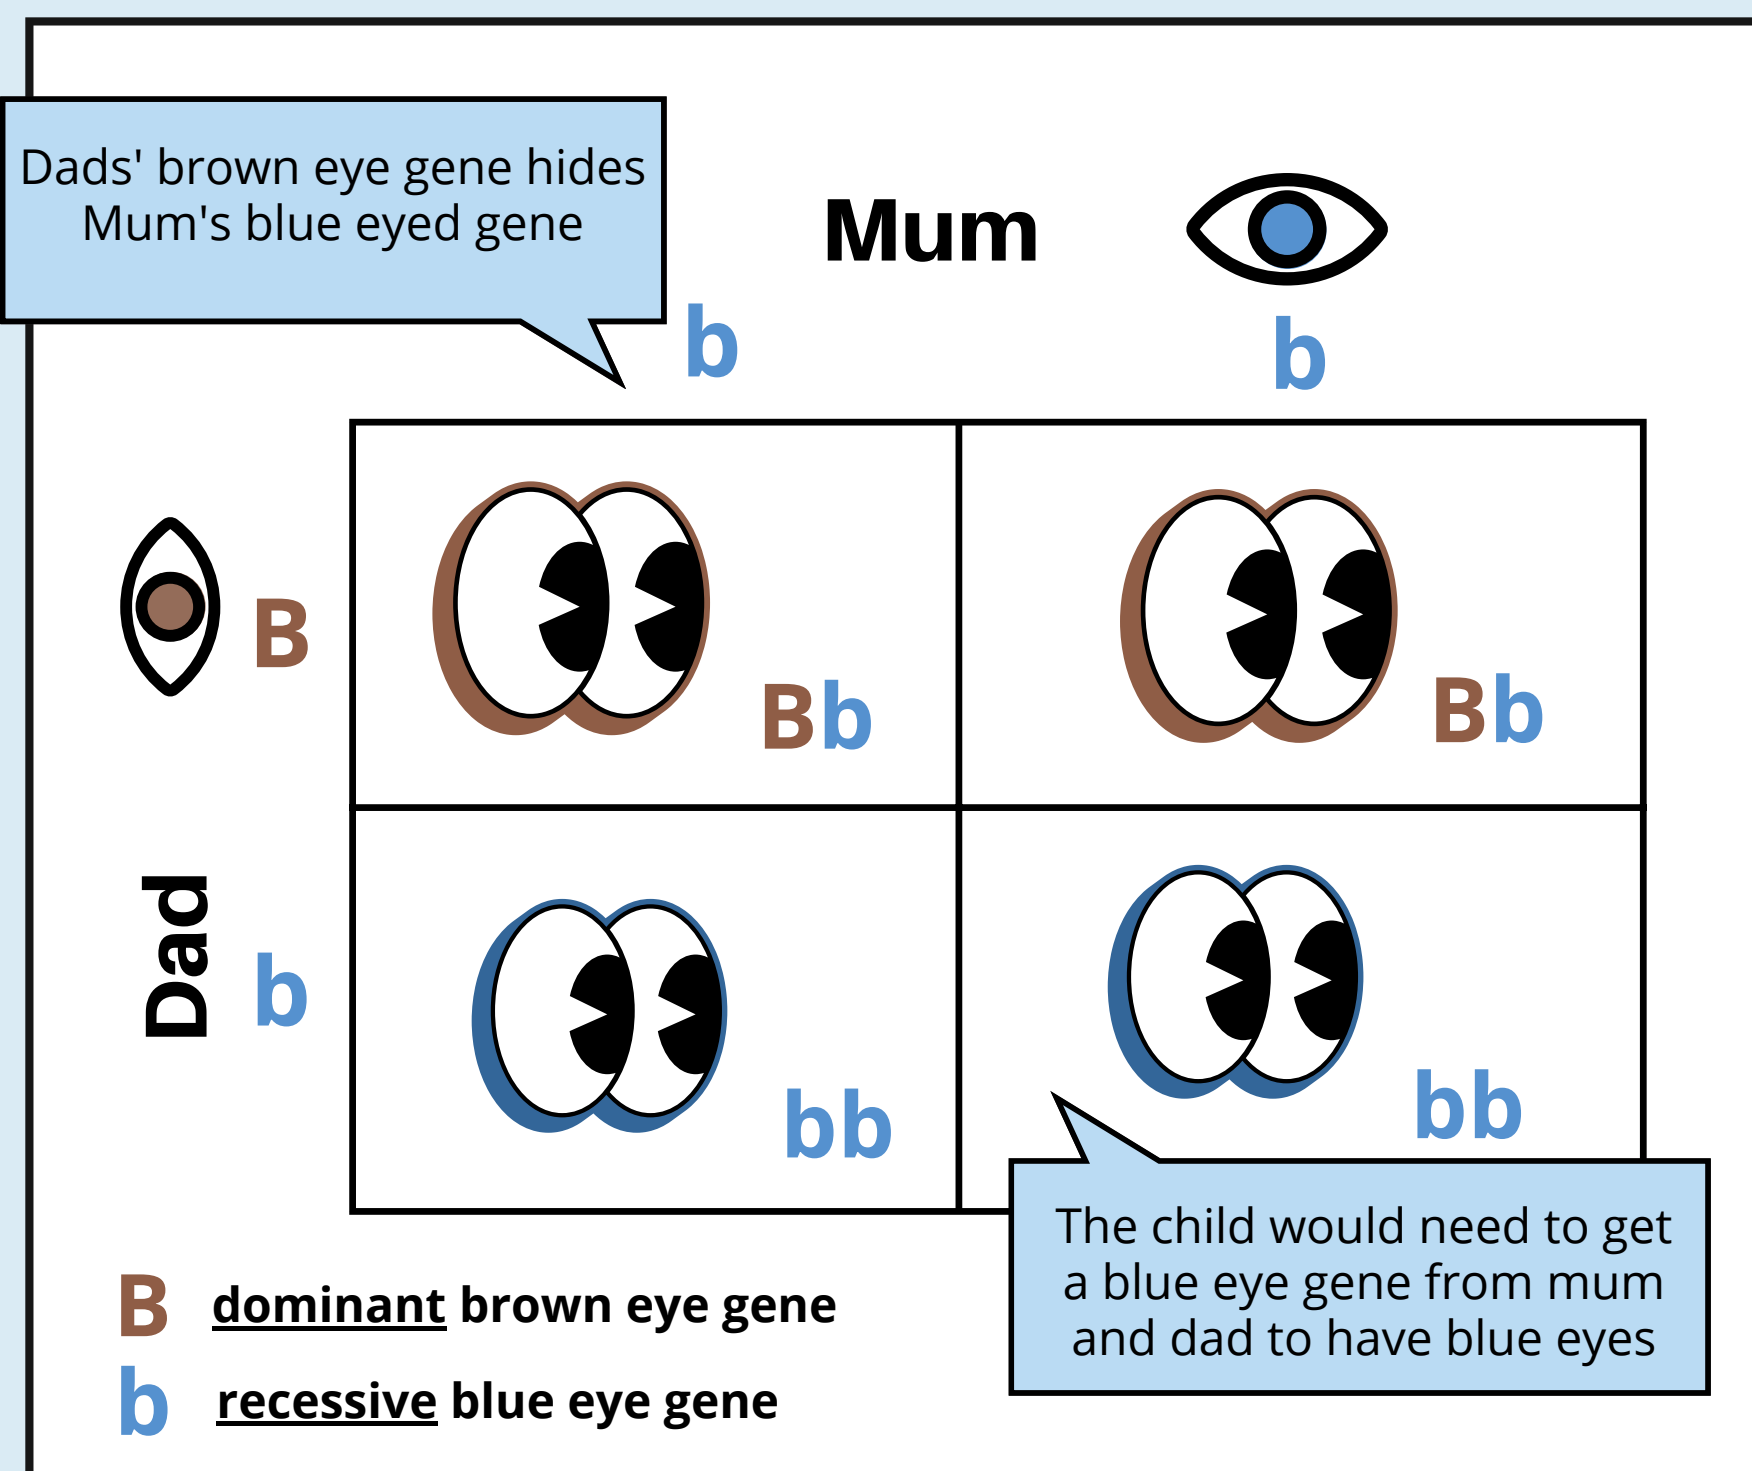 Dads' brown eye gene hides
Mum's blue eyed gene
Mum
b
b
B
Bb
Bb
Dad
b
bb
bb
The child would need to get
a blue eye gene from mum
and dad to have blue eyes
B dominant brown eye gene
b recessive blue eye gene